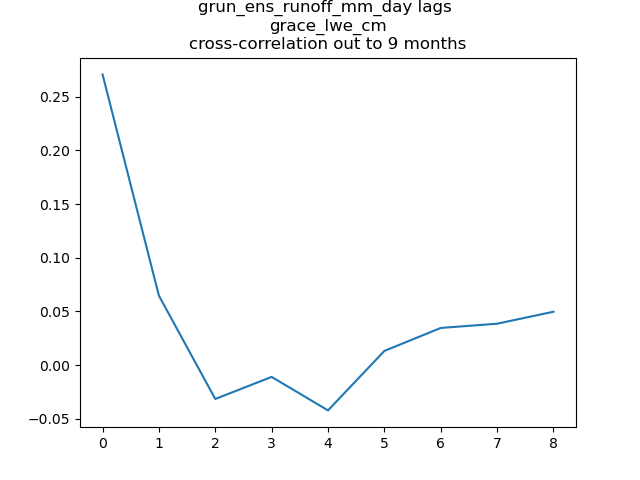 grun_ens_runoff_mm_day lags
grace_lwe_cm
cross-correlation out to 9 months
0.25
0.20
0.15
0.10
0.05
0.00
−0.05
0 1 2 3 4 5 6 7 8